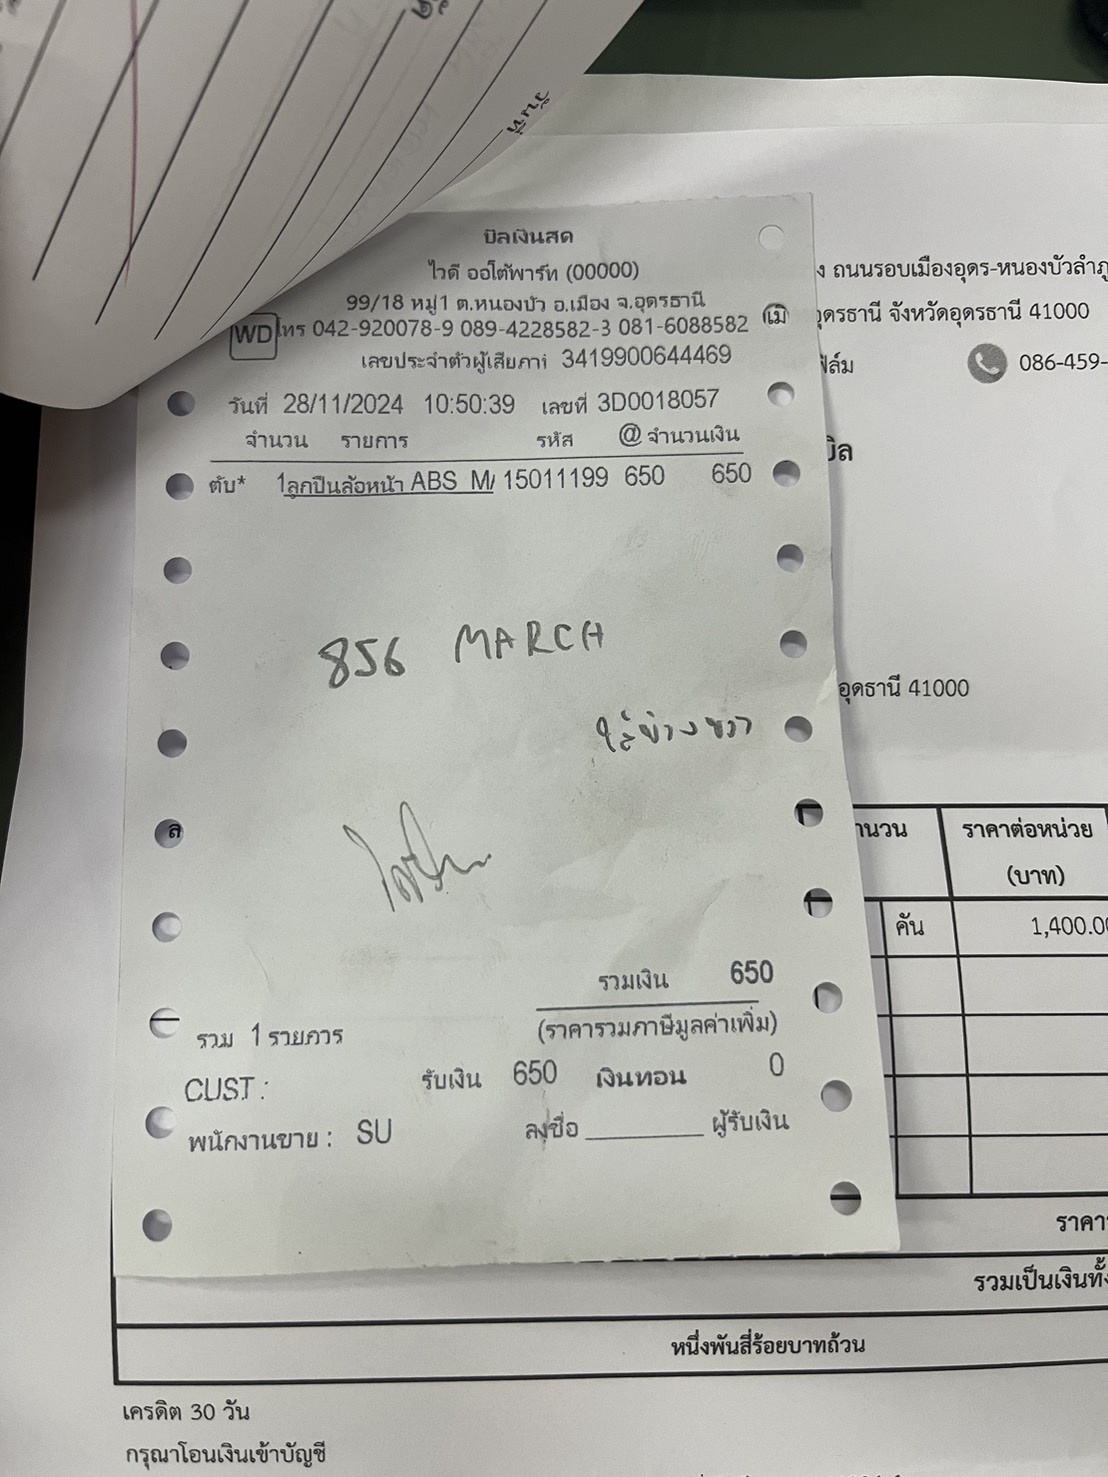 วันที่
บิลเงินสด
ไวดี ออโต้พาร์ท (00000)
99/18 หมู่1 ต.หนองบัว อ.เมือง จ.อุดรธานี
WD โทร 042-920078-9 089-4228582-3 081-6088582
เลขประจำตัวผู้เสียภาษี 3419900644469
วันที่ 28/11/2024 10:50:39 เลขที่ 3D0018057
จำนวน รายการ รหัส @ จำนวนเงิน
ตับ* 1ลูกปืนล้อหน้า ABS M/ 15011199 650 650
856 MARCH
ใส่ข้างขวา
รวมเงิน 650
(ราคารวมภาษีมูลค่าเพิ่ม)
รวม 1 รายการ
CUST : รับเงิน 650 เงินทอน 0
พนักงานขาย : SU ลงชื่อ ผู้รับเงิน
ง ถนนรอบเมืองอุดร-หนองบัวลำภู
อุดรธานี จังหวัดอุดรธานี 41000
ฟิล์ม 086-459-
บิล
อุดธานี 41000
ราคาต่อหน่วย
(บาท)
คัน 1,400.00
ราคา
รวมเป็นเงินทั้ง
หนึ่งพันสี่ร้อยบาทถ้วน
เครดิต 30 วัน
กรุณาโอนเงินเข้าบัญชี